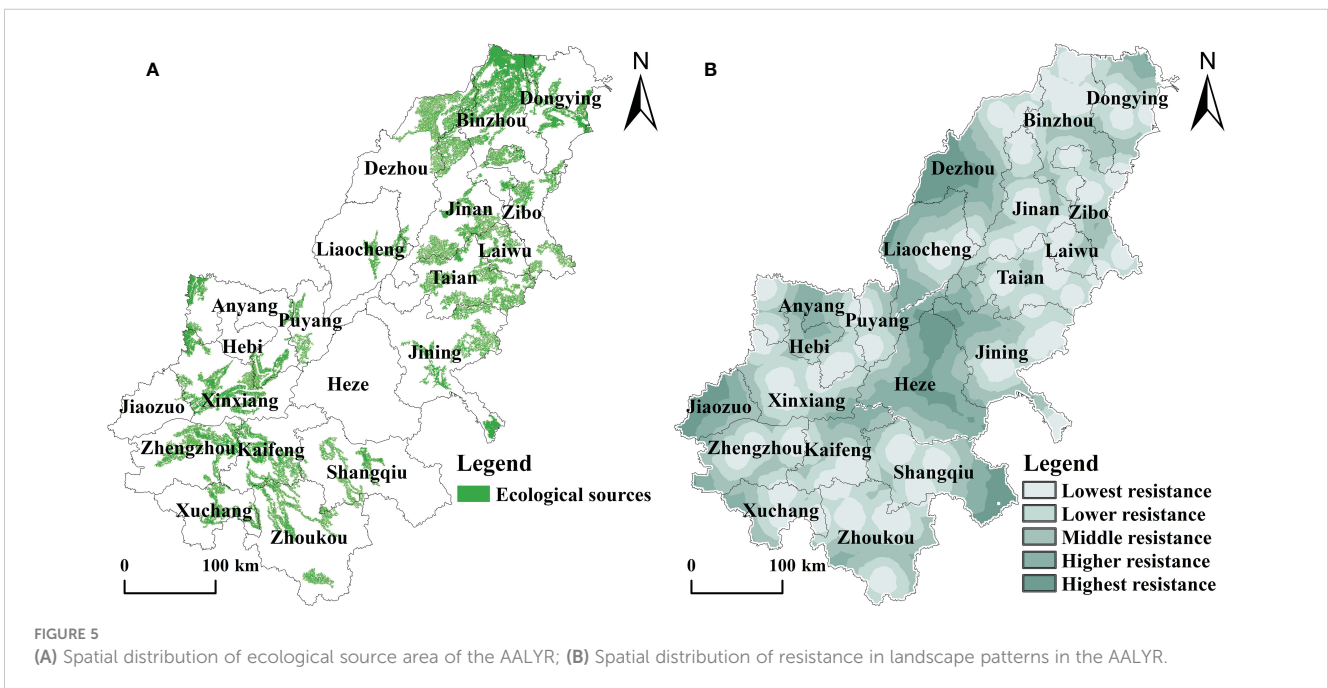 A
N
Dongying
Binzhou
Dezhou
Jinan
Zibo
Liaocheng
Laiwu
Taian
Anyang
Puyang
Hebi
Jining
Heze
Jiaozuo
Xinxiang
Zhengzhou
Kaifeng
Shangqiu
Xuchang
Zhoukou
Legend
Ecological sources
0
100 km
B
N
Dongying
Binzhou
Dezhou
Jinan
Zibo
Liaocheng
Laiwu
Taian
Anyang
Puyang
Hebi
Jining
Heze
Jiaozuo
Xinxiang
Zhengzhou
Kaifeng
Shangqiu
Xuchang
Zhoukou
Legend
Lowest resistance
Lower resistance
Middle resistance
Higher resistance
Highest resistance
0
100 km
FIGURE 5
(A) Spatial distribution of ecological source area of the AALYR; (B) Spatial distribution of resistance in landscape patterns in the AALYR.